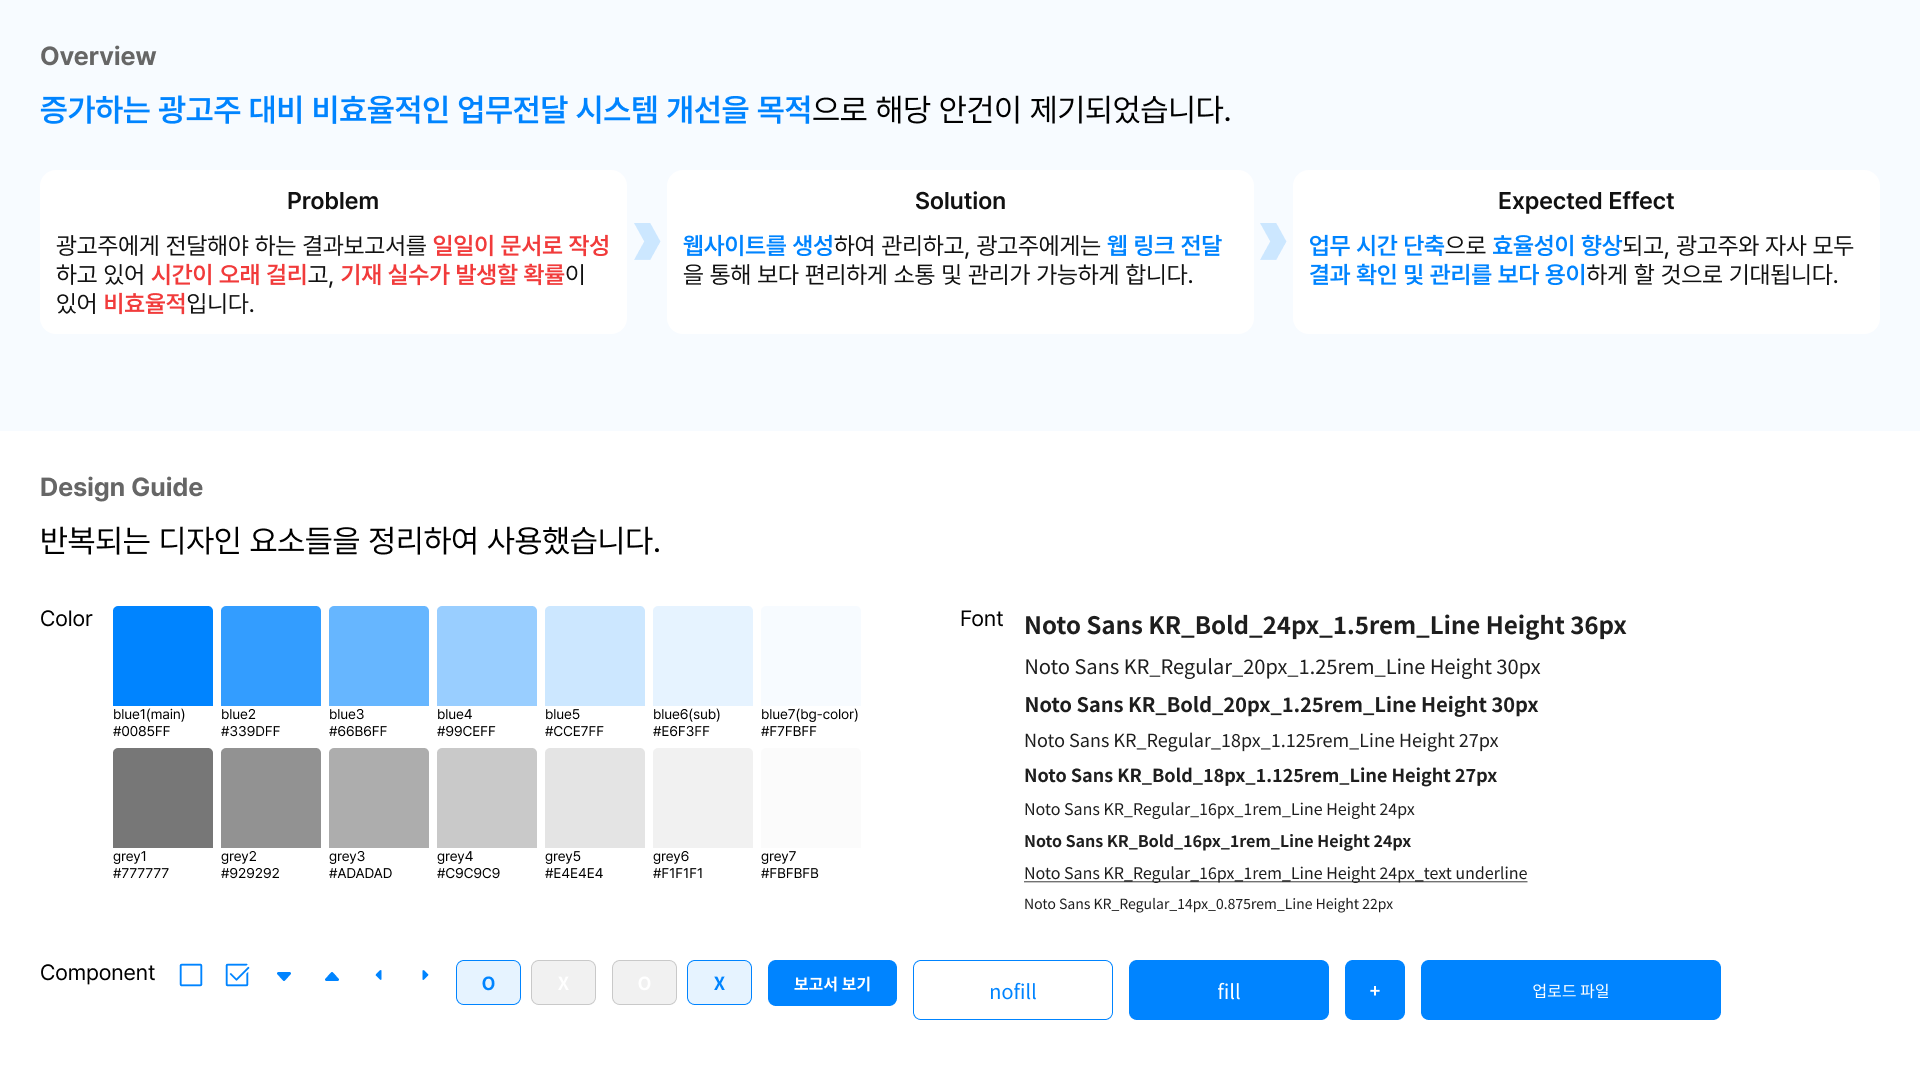 Overview
증가하는 광고주 대비 비효율적인 업무전달 시스템 개선을 목적으로 해당 안건이 제기되었습니다.
Problem
광고주에게 전달해야 하는 결과보고서를 일일이 문서로 작성
하고 있어 시간이 오래 걸리고, 기재 실수가 발생할 확률이
있어 비효율적입니다.
Solution
웹사이트를 생성하여 관리하고, 광고주에게는 웹 링크 전달
을 통해 보다 편리하게 소통 및 관리가 가능하게 합니다.
Expected Effect
업무 시간 단축으로 효율성이 향상되고, 광고주와 자사 모두
결과 확인 및 관리를 보다 용이하게 할 것으로 기대됩니다.
Design Guide
반복되는 디자인 요소들을 정리하여 사용했습니다.
Color
blue1(main)
#0085FF
blue2
#339DFF
blue3
#66B6FF
blue4
#99CEFF
blue5
#CCE7FF
blue6(sub)
#E6F3FF
blue7(bg-color)
#F7FBFF
grey1
#777777
grey2
#929292
grey3
#ADADAD
grey4
#C9C9C9
grey5
#E4E4E4
grey6
#F1F1F1
grey7
#FBFBFB
Font
Noto Sans KR_Bold_24px_1.5rem_Line Height 36px
Noto Sans KR_Regular_20px_1.25rem_Line Height 30px
Noto Sans KR_Bold_20px_1.25rem_Line Height 30px
Noto Sans KR_Regular_18px_1.125rem_Line Height 27px
Noto Sans KR_Bold_18px_1.125rem_Line Height 27px
Noto Sans KR_Regular_16px_1rem_Line Height 24px
Noto Sans KR_Bold_16px_1rem_Line Height 24px
Noto Sans KR_Regular_16px_1rem_Line Height 24px_text underline
Noto Sans KR_Regular_14px_0.875rem_Line Height 22px
Component
O
X
O
X
보고서 보기
nofill
fill
+
업로드 파일